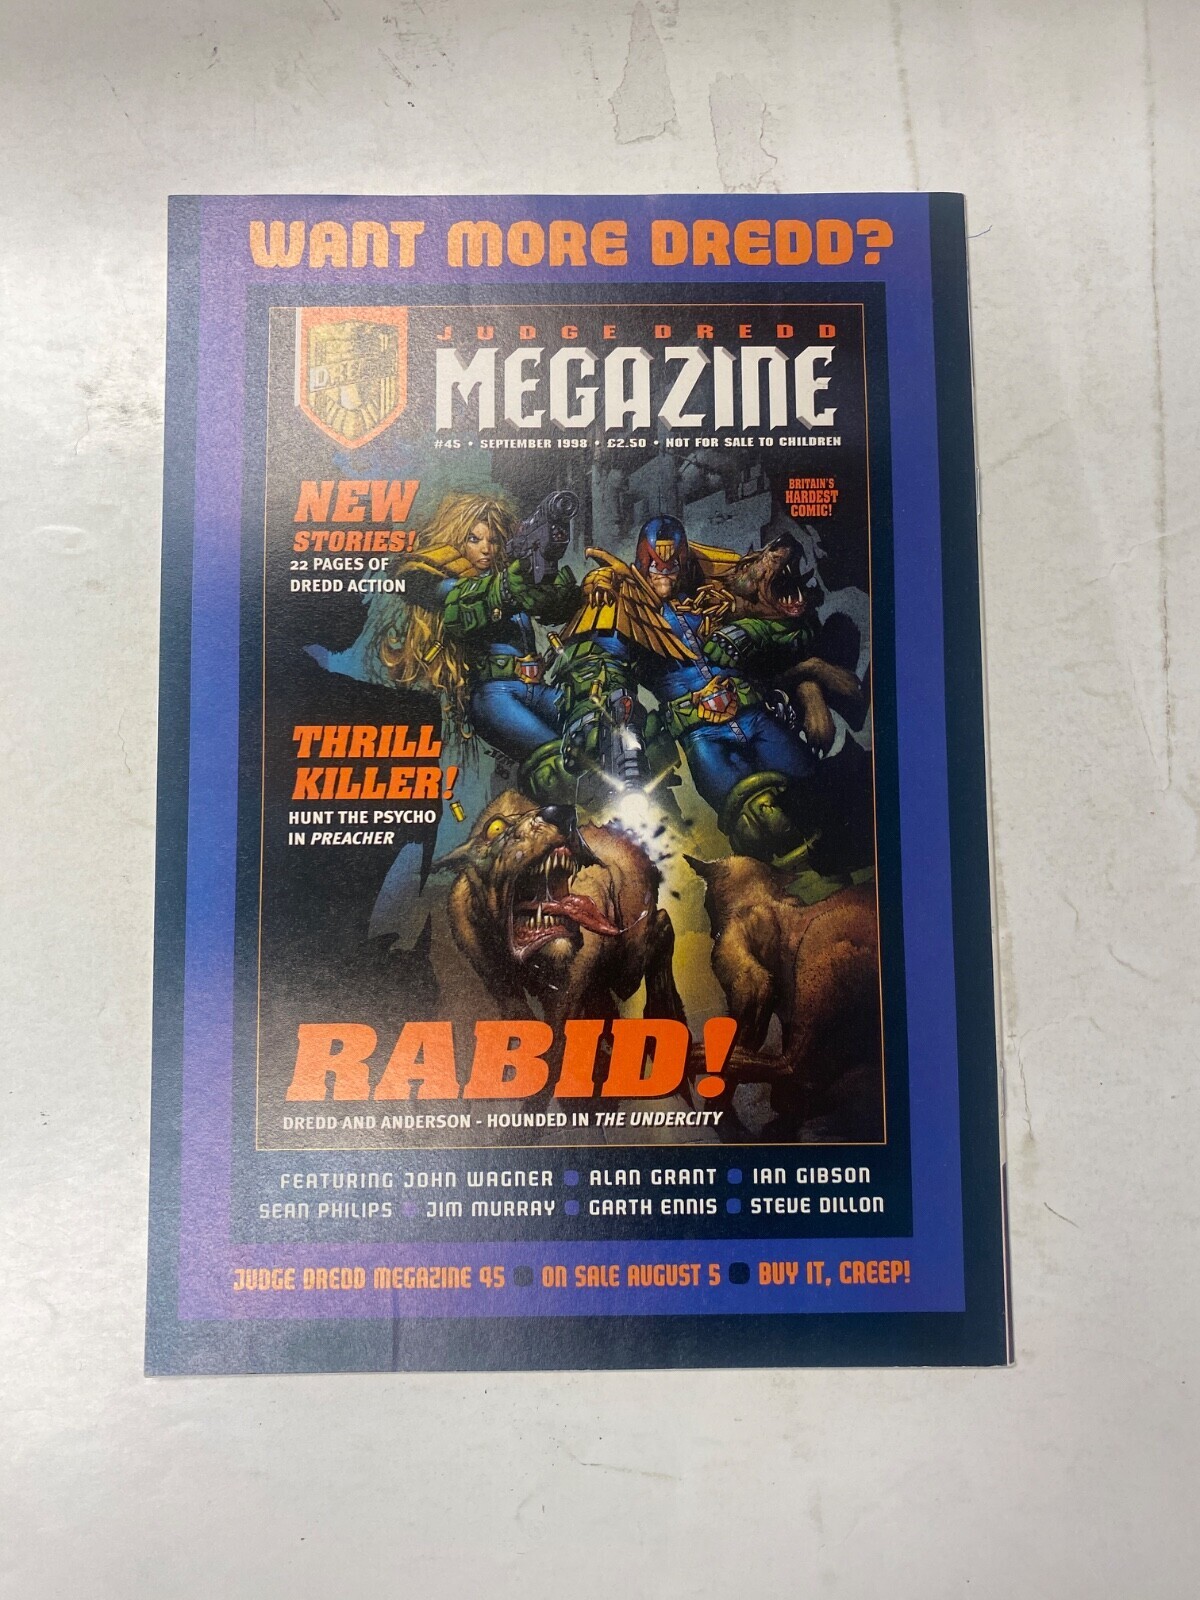 WANT MORE DREDD?
JUDGE DREDD
MEGAZINE
#45 • SEPTEMBER 1998 • £2.50 • NOT FOR SALE TO CHILDREN
DREDD
NEW
STORIES!
22 PAGES OF
DREDD ACTION
BRITAIN'S
HARDEST
COMIC!
THRILL
KILLER!
HUNT THE PSYCHO
IN PREACHER
RABID!
DREDD AND ANDERSON - HOUNDED IN THE UNDERCITY
FEATURING JOHN WAGNER • ALAN GRANT • IAN GIBSON
SEAN PHILIPS • JIM MURRAY • GARTH ENNIS • STEVE DILLON
JUDGE DREDD MEGAZINE 45 • ON SALE AUGUST 5 • BUY IT, CREEP!